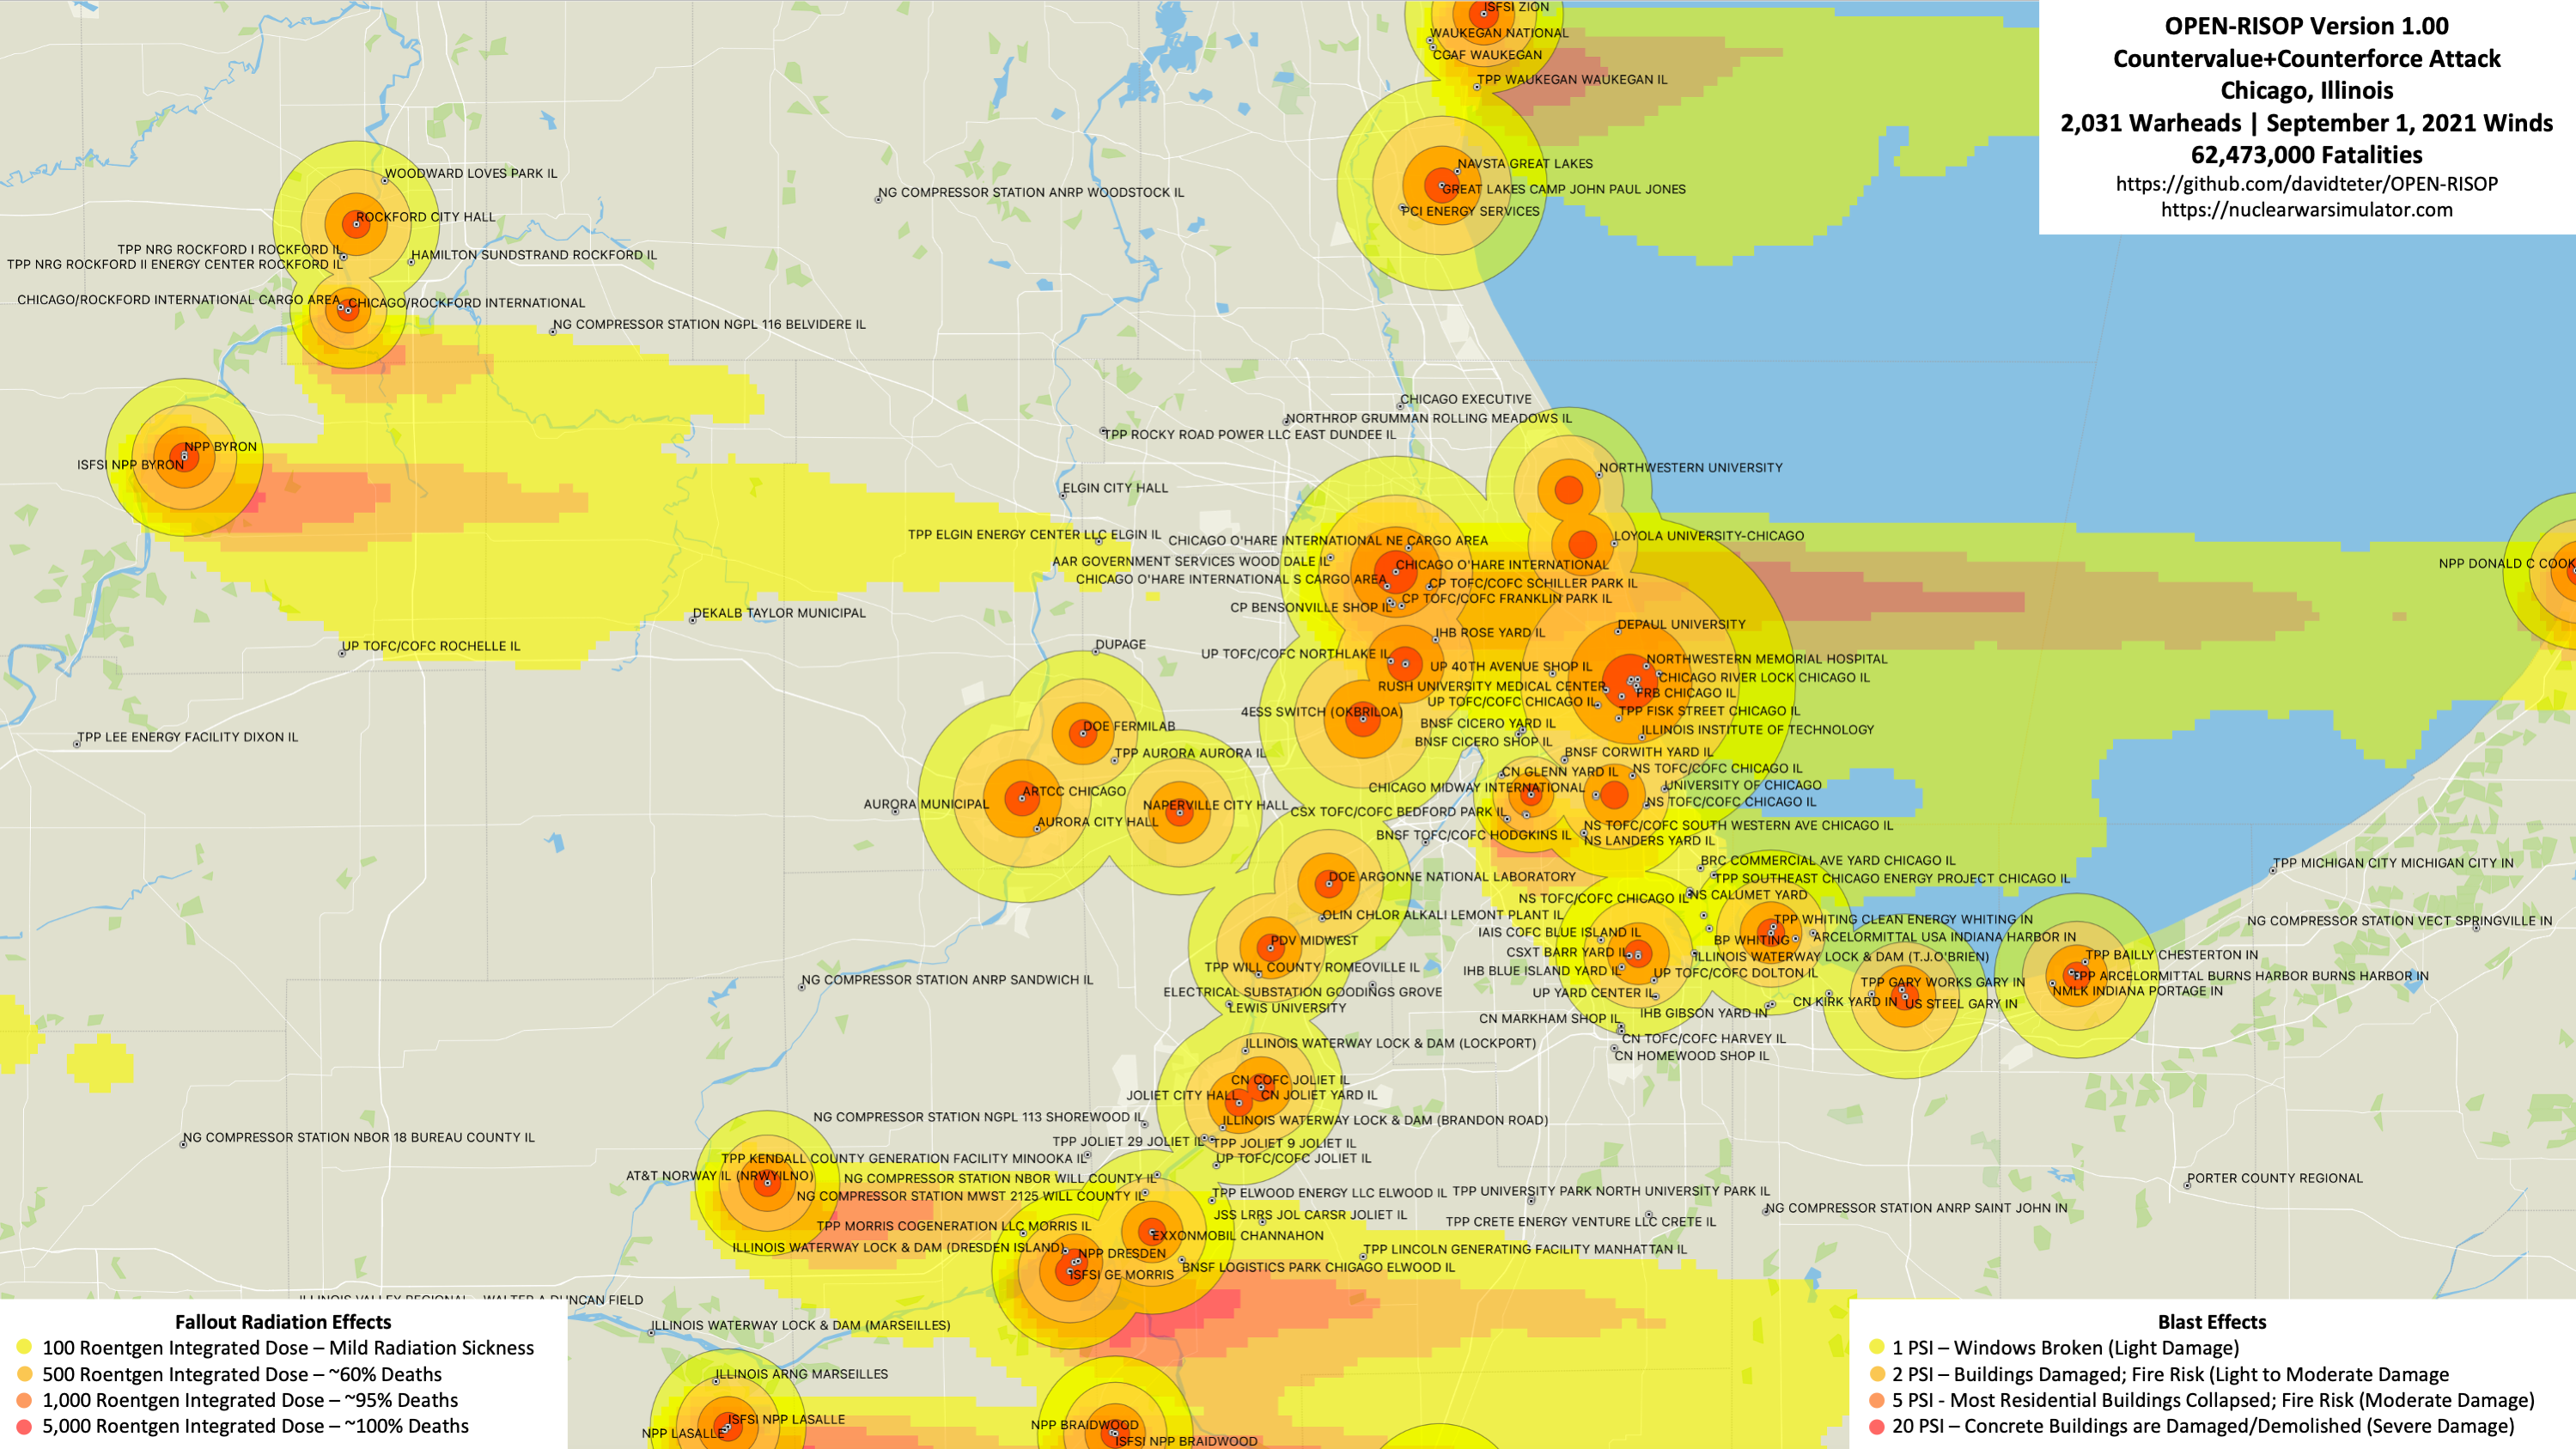 OPEN-RISOP Version 1.00
Countervalue+Counterforce Attack
Chicago, Illinois
2,031 Warheads | September 1, 2021 Winds
62,473,000 Fatalities
https://github.com/davidteter/OPEN-RISOP
https://nuclearwarsimulator.com
ISFSI ZION
WAUKEGAN NATIONAL
CGAF WAUKEGAN
TPP WAUKEGAN WAUKEGAN IL
NAVSTA GREAT LAKES
GREAT LAKES CAMP JOHN PAUL JONES
PCI ENERGY SERVICES
WOODWARD LOVES PARK IL
NG COMPRESSOR STATION ANRP WOODSTOCK IL
ROCKFORD CITY HALL
TPP NRG ROCKFORD I ROCKFORD IL
HAMILTON SUNDSTRAND ROCKFORD IL
TPP NRG ROCKFORD II ENERGY CENTER ROCKFORD IL
CHICAGO/ROCKFORD INTERNATIONAL CARGO AREA
CHICAGO/ROCKFORD INTERNATIONAL
NG COMPRESSOR STATION NGPL 116 BELVIDERE IL
CHICAGO EXECUTIVE
NORTHROP GRUMMAN ROLLING MEADOWS IL
TPP ROCKY ROAD POWER LLC EAST DUNDEE IL
NPP BYRON
ISFSI NPP BYRON
NORTHWESTERN UNIVERSITY
ELGIN CITY HALL
TPP ELGIN ENERGY CENTER LLC ELGIN IL
CHICAGO O'HARE INTERNATIONAL NE CARGO AREA
LOYOLA UNIVERSITY-CHICAGO
AAR GOVERNMENT SERVICES WOOD DALE IL
CHICAGO O'HARE INTERNATIONAL
NPP DONALD C COOK
CHICAGO O'HARE INTERNATIONAL S CARGO AREA
CP TOFC/COFC SCHILLER PARK IL
CP TOFC/COFC FRANKLIN PARK IL
CP BENSONVILLE SHOP IL
DEKALB TAYLOR MUNICIPAL
DEPAUL UNIVERSITY
IHB ROSE YARD IL
UP TOFC/COFC ROCHELLE IL
DUPAGE
UP TOFC/COFC NORTHLAKE IL
NORTHWESTERN MEMORIAL HOSPITAL
UP 40TH AVENUE SHOP IL
CHICAGO RIVER LOCK CHICAGO IL
RUSH UNIVERSITY MEDICAL CENTER
FRB CHICAGO IL
UP TOFC/COFC CHICAGO IL
4ESS SWITCH (OKBRILOA)
TPP FISK STREET CHICAGO IL
BNSF CICERO YARD IL
DOE FERMILAB
ILLINOIS INSTITUTE OF TECHNOLOGY
TPP LEE ENERGY FACILITY DIXON IL
BNSF CICERO SHOP IL
TPP AURORA AURORA IL
BNSF CORWITH YARD IL
CN GLENN YARD IL
NS TOFC/COFC CHICAGO IL
CHICAGO MIDWAY INTERNATIONAL
UNIVERSITY OF CHICAGO
ARTCC CHICAGO
AURORA MUNICIPAL
NAPERVILLE CITY HALL
NS TOFC/COFC CHICAGO IL
CSX TOFC/COFC BEDFORD PARK IL
AURORA CITY HALL
NS TOFC/COFC SOUTH WESTERN AVE CHICAGO IL
BNSF TOFC/COFC HODGKINS IL
NS LANDERS YARD IL
BRC COMMERCIAL AVE YARD CHICAGO IL
TPP MICHIGAN CITY MICHIGAN CITY IN
DOE ARGONNE NATIONAL LABORATORY
TPP SOUTHEAST CHICAGO ENERGY PROJECT CHICAGO IL
NS TOFC/COFC CHICAGO IL
NS CALUMET YARD
OLIN CHLOR ALKALI LEMONT PLANT IL
TPP WHITING CLEAN ENERGY WHITING IN
NG COMPRESSOR STATION VECT SPRINGVILLE IN
IAIS COFC BLUE ISLAND IL
PDV MIDWEST
BP WHITING
ARCELORMITTAL USA INDIANA HARBOR IN
CSXT BARR YARD IL
ILLINOIS WATERWAY LOCK & DAM (T.J.O'BRIEN)
TPP BAILLY CHESTERTON IN
TPP WILL COUNTY ROMEOVILLE IL
IHB BLUE ISLAND YARD IL
UP TOFC/COFC DOLTON IL
TPP ARCELORMITTAL BURNS HARBOR BURNS HARBOR IN
NG COMPRESSOR STATION ANRP SANDWICH IL
TPP GARY WORKS GARY IN
ELECTRICAL SUBSTATION GOODINGS GROVE
UP YARD CENTER IL
NMLK INDIANA PORTAGE IN
CN KIRK YARD IN
US STEEL GARY IN
LEWIS UNIVERSITY
IHB GIBSON YARD IN
CN MARKHAM SHOP IL
CN TOFC/COFC HARVEY IL
ILLINOIS WATERWAY LOCK & DAM (LOCKPORT)
CN HOMEWOOD SHOP IL
CN COFC JOLIET IL
JOLIET CITY HALL
CN JOLIET YARD IL
NG COMPRESSOR STATION NGPL 113 SHOREWOOD IL
ILLINOIS WATERWAY LOCK & DAM (BRANDON ROAD)
NG COMPRESSOR STATION NBOR 18 BUREAU COUNTY IL
TPP JOLIET 29 JOLIET IL
TPP JOLIET 9 JOLIET IL
TPP KENDALL COUNTY GENERATION FACILITY MINOOKA IL
UP TOFC/COFC JOLIET IL
AT&T NORWAY IL (NRWYILNO)
NG COMPRESSOR STATION NBOR WILL COUNTY IL
PORTER COUNTY REGIONAL
NG COMPRESSOR STATION MWST 2125 WILL COUNTY IL
TPP ELWOOD ENERGY LLC ELWOOD IL
TPP UNIVERSITY PARK NORTH UNIVERSITY PARK IL
NG COMPRESSOR STATION ANRP SAINT JOHN IN
JSS LRRS JOL CARSR JOLIET IL
TPP CRETE ENERGY VENTURE LLC CRETE IL
TPP MORRIS COGENERATION LLC MORRIS IL
EXXONMOBIL CHANNAHON
ILLINOIS WATERWAY LOCK & DAM (DRESDEN ISLAND)
NPP DRESDEN
TPP LINCOLN GENERATING FACILITY MANHATTAN IL
BNSF LOGISTICS PARK CHIGAGO ELWOOD IL
ISFSI GE MORRIS
ILLINOIS VALLEY REGIONAL - WALTER A DUNCAN FIELD
ILLINOIS WATERWAY LOCK & DAM (MARSEILLES)
ILLINOIS ARNG MARSEILLES
ISFSI NPP LASALLE
NPP LASALLE
NPP BRAIDWOOD
ISFSI NPP BRAIDWOOD
Fallout Radiation Effects
100 Roentgen Integrated Dose – Mild Radiation Sickness
500 Roentgen Integrated Dose – ~60% Deaths
1,000 Roentgen Integrated Dose – ~95% Deaths
5,000 Roentgen Integrated Dose – ~100% Deaths
Blast Effects
1 PSI – Windows Broken (Light Damage)
2 PSI – Buildings Damaged; Fire Risk (Light to Moderate Damage
5 PSI - Most Residential Buildings Collapsed; Fire Risk (Moderate Damage)
20 PSI – Concrete Buildings are Damaged/Demolished (Severe Damage)